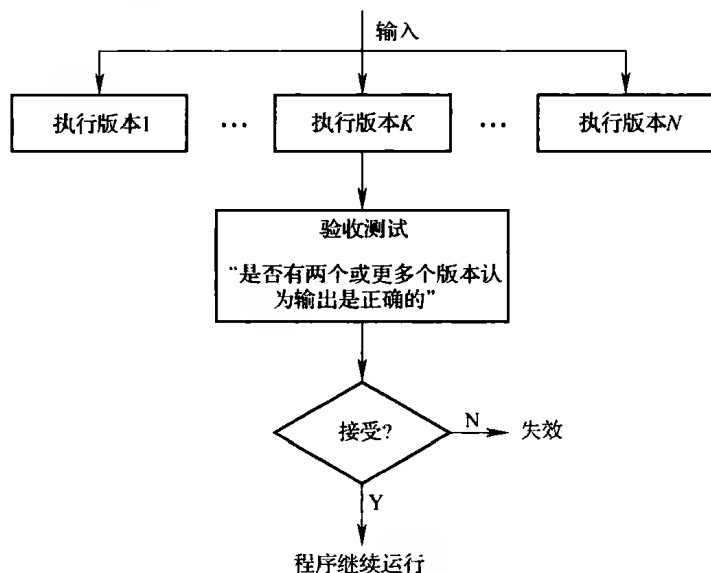 输入
执行版本1 … 执行版本K … 执行版本N
验收测试
“是否有两个或更多个版本认
为输出是正确的”
接受?
N
失效
Y
程序继续运行